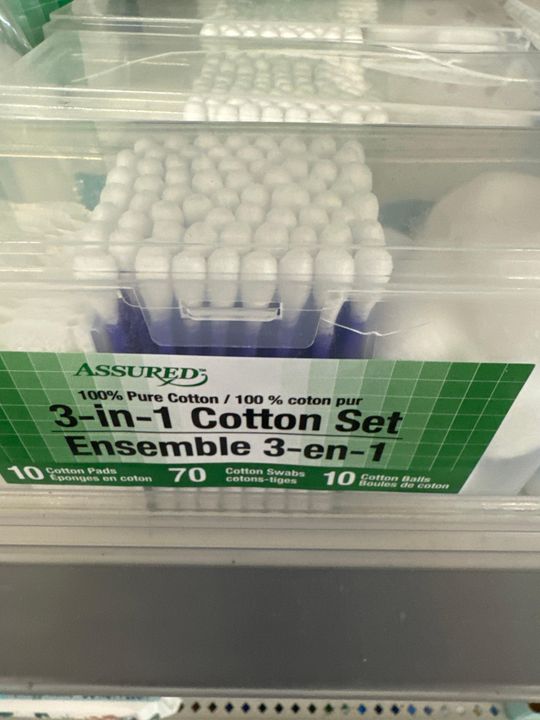 ASSURED™
100% Pure Cotton / 100 % coton pur
3-in-1 Cotton Set
Ensemble 3-en-1
10 Cotton Pads
Éponges en coton
70 Cotton Swabs
cotons-tiges
10 Cotton Balls
Boules de coton